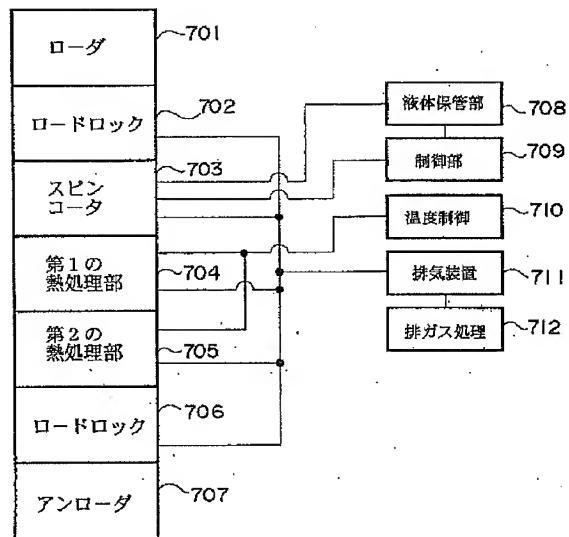 ローダ
701
ロードロック
702
スピン
コータ
703
第1の
熱処理部
704
第2の
熱処理部
705
ロードロック
706
アンローダ
707
液体保管部
708
制御部
709
温度制御
710
排気装置
711
排ガス処理
712